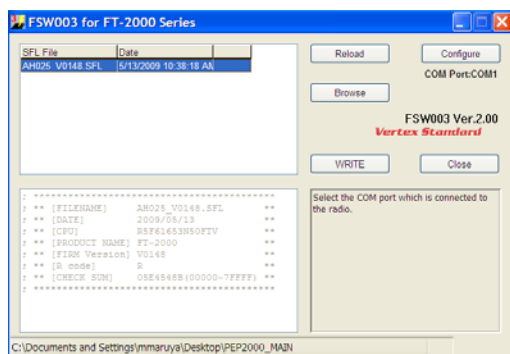 FSW003 for FT-2000 Series
SFL File Date
AH025_V0148.SFL 5/13/2009 10:38:18 AM
Reload
Configure
COM Port:COM1
Browse
FSW003 Ver.2.00
Vertex Standard
WRITE
Close
; *******************************************
; ** [FILENAME] AH025_V0148.SFL **
; ** [DATE] 2009/05/13 **
; ** [CPU] R5F61653N50FTV **
; ** [PRODUCT NAME] FT-2000 **
; ** [FIRM Version] V0148 **
; ** [R code] R **
; ** [CHECK SUM] 05E4546B(00000-7FFFF) **
; *******************************************
Select the COM port which is connected to
the radio.
C:\Documents and Settings\mmaruya\Desktop\PEP2000_MAIN